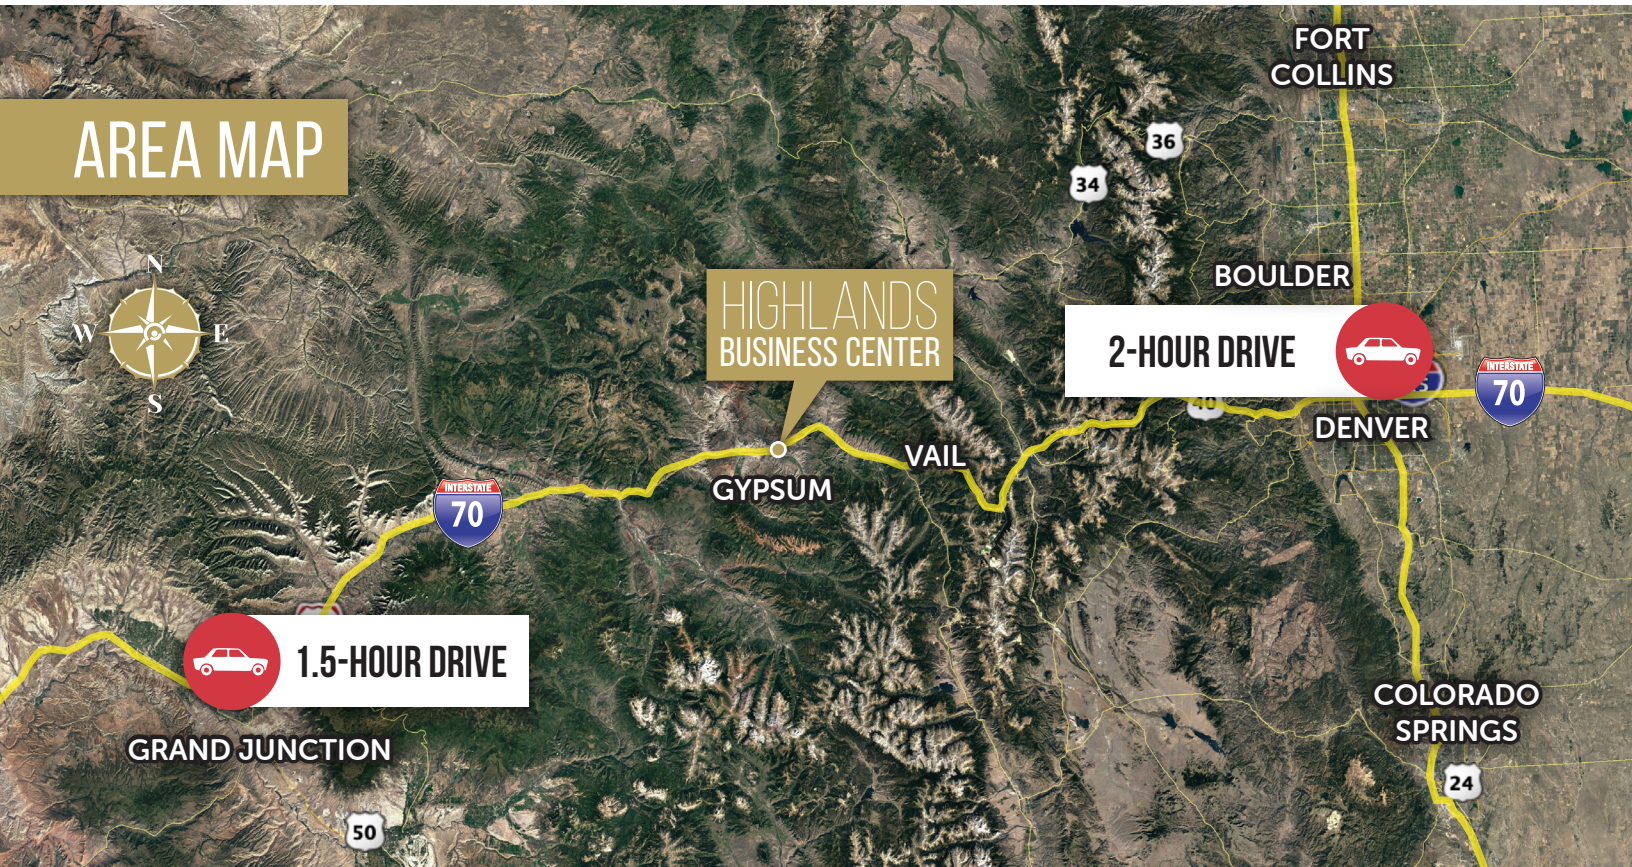 FORT
COLLINS
AREA MAP
36
34
N
W
E
S
BOULDER
HIGHLANDS
BUSINESS CENTER
2-HOUR DRIVE
INTERSTATE
70
40
DENVER
VAIL
GYPSUM
INTERSTATE
70
1.5-HOUR DRIVE
COLORADO
SPRINGS
GRAND JUNCTION
24
50